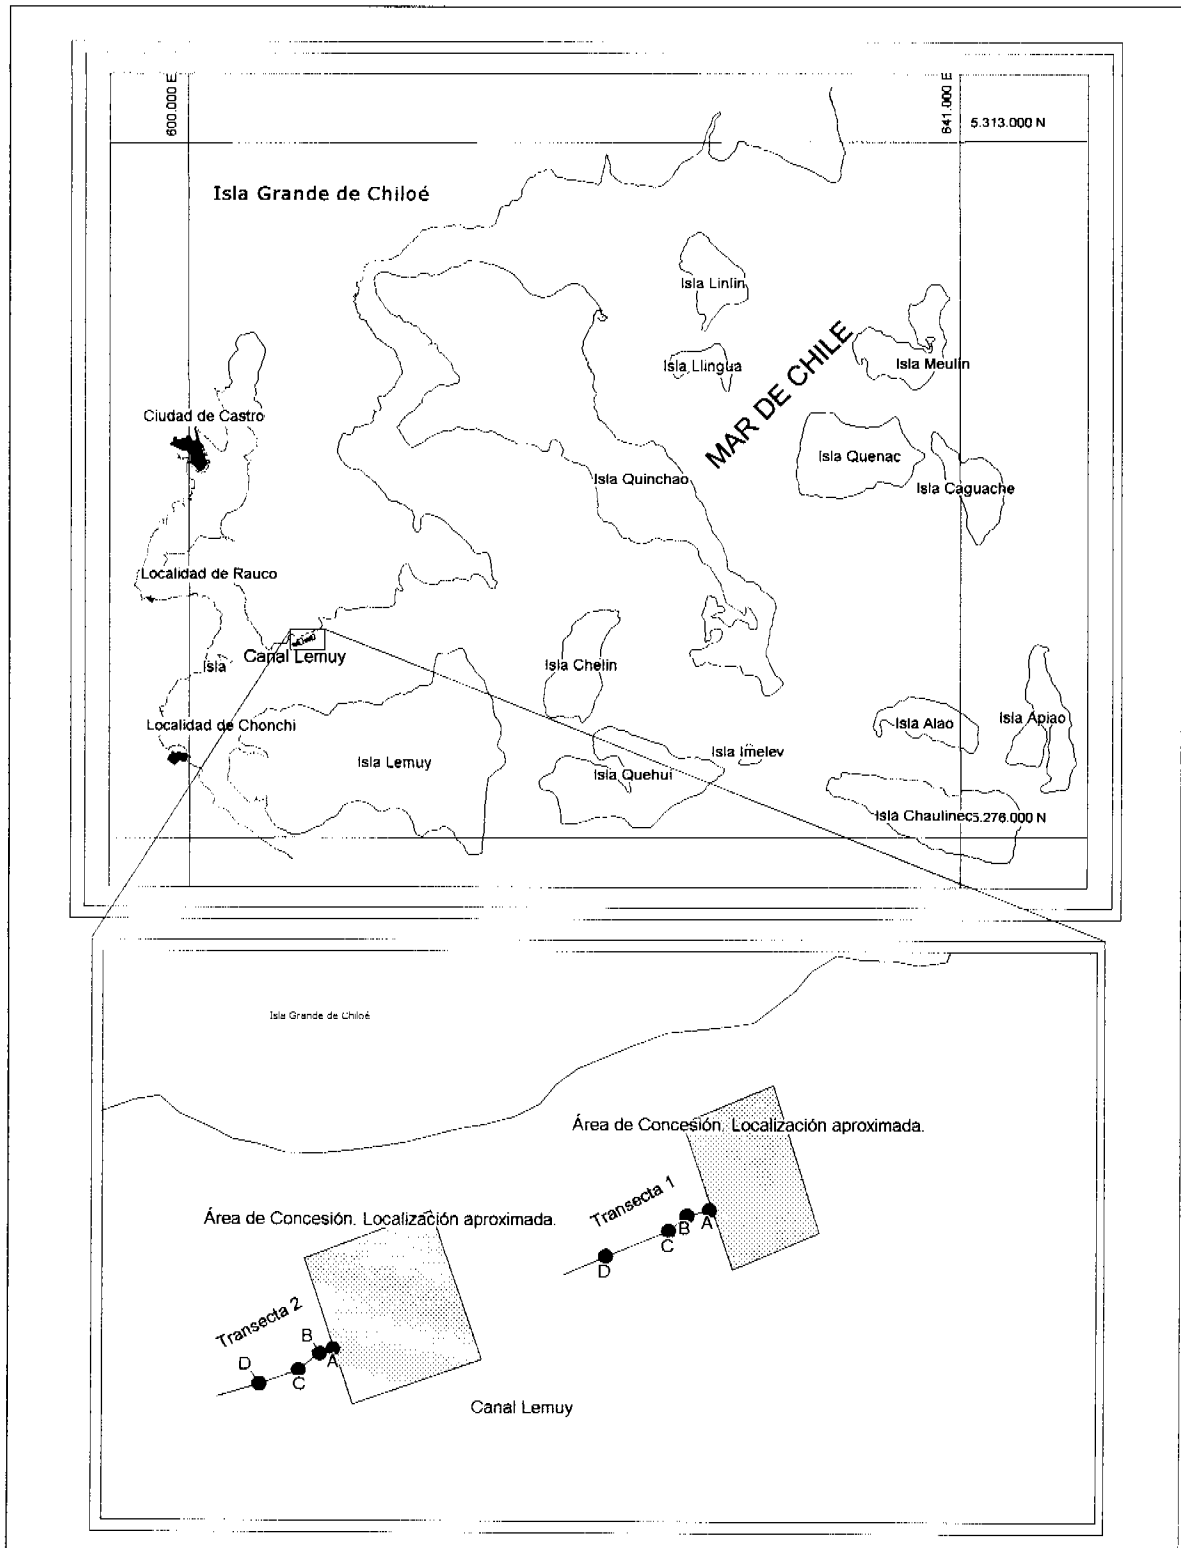 600.000 E
641.000 E
5.313.000 N
Isla Grande de Chiloé
Isla Linlin
MAR DE CHILE
Isla Llingua
Isla Meulín
Ciudad de Castro
Isla Quenac
Isla Quinchao
Isla Caguache
Localidad de Rauco
Canal Lemuy
Isla
Isla Chelin
Localidad de Chonchi
Isla Alao
Isla Apiao
Isla Imelev
Isla Lemuy
Isla Quehui
Isla Chaulinec
5.276.000 N
Isla Grande de Chiloé
Área de Concesión. Localización aproximada.
Transecta 1
A
B
C
D
Área de Concesión. Localización aproximada.
Transecta 2
B
A
D
C
Canal Lemuy